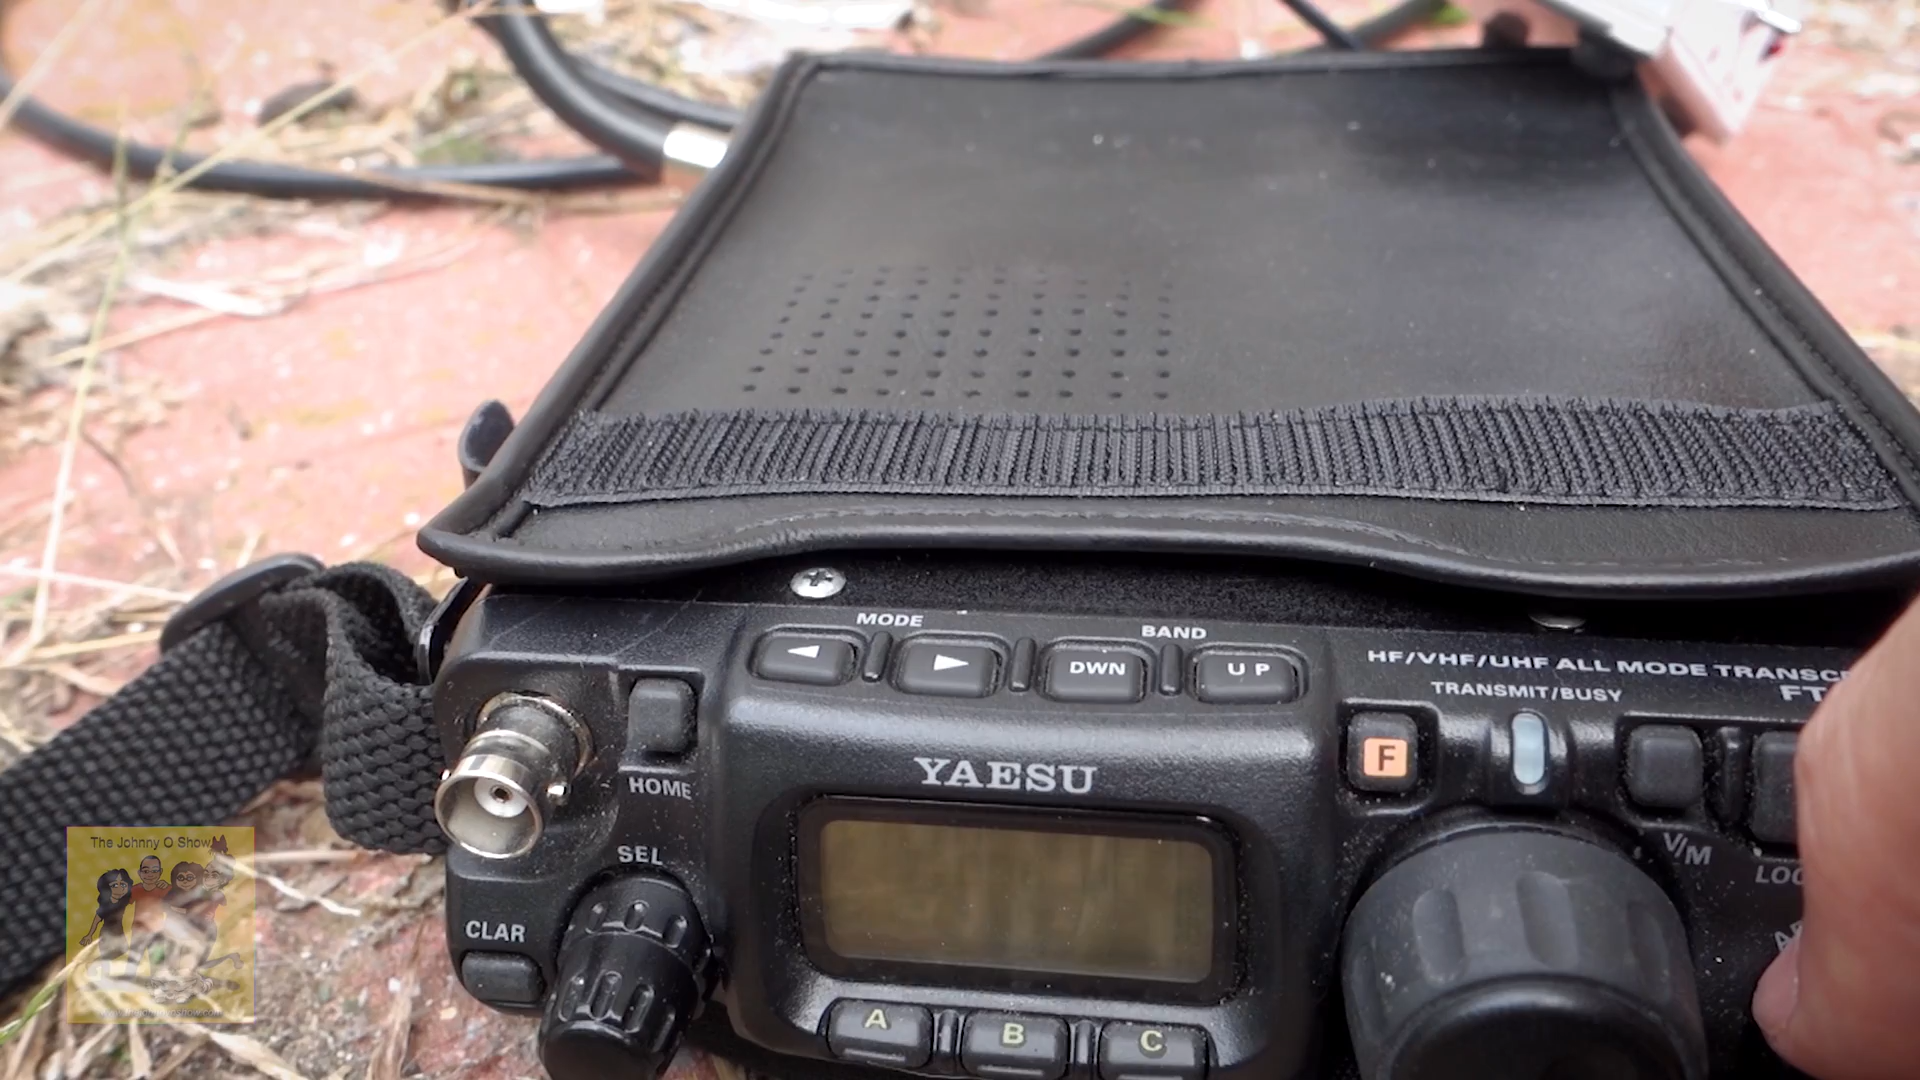 MODE
BAND
DWN
UP
HF/VHF/UHF ALL MODE TRANSC
TRANSMIT/BUSY
FT
F
HOME
YAESU
V/M
LOC
SEL
CLAR
A
B
C
The Johnny O Show